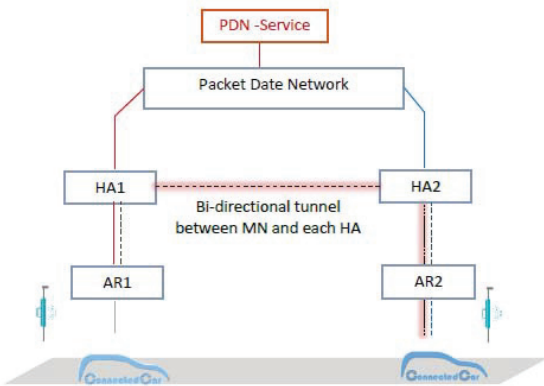 PDN -Service
Packet Date Network
HA1
HA2
Bi-directional tunnel
between MN and each HA
AR1
AR2
ConnectedCar
ConnectedCar